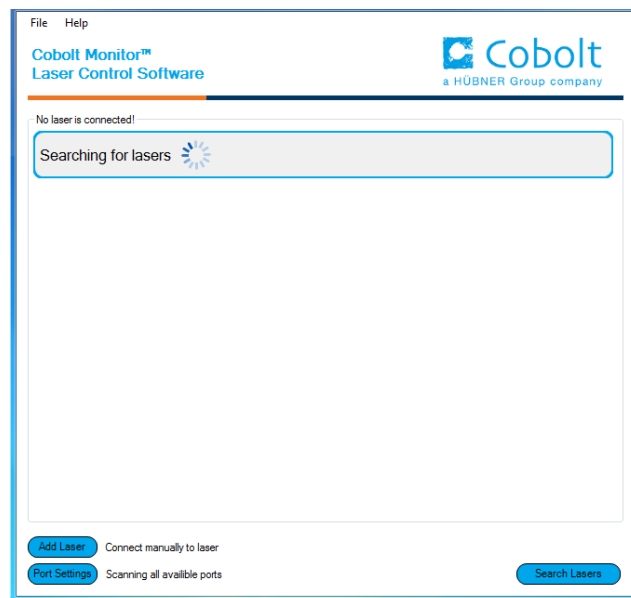 File Help
Cobolt Monitor™
Laser Control Software
Cobolt
a HÜBNER Group company
No laser is connected!
Searching for lasers
Add Laser Connect manually to laser
Port Settings Scanning all availible ports
Search Lasers